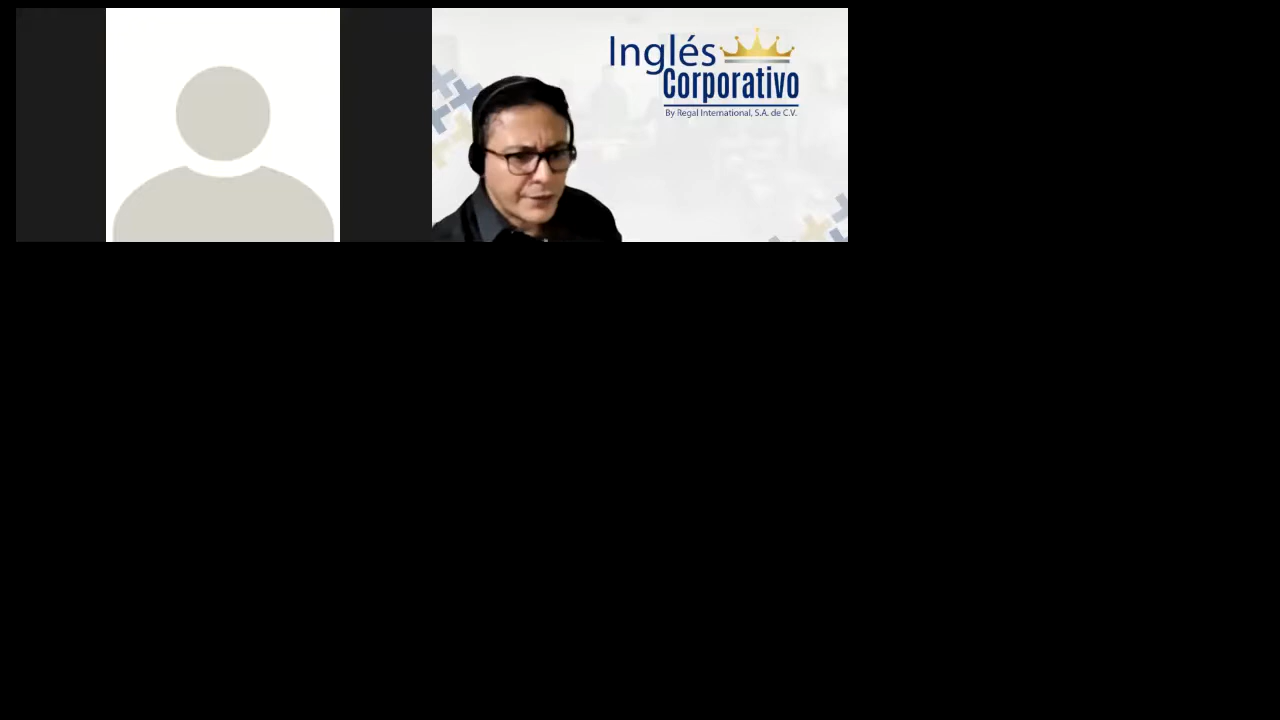 Inglés
Corporativo
By Regal International, S.A. de C.V.